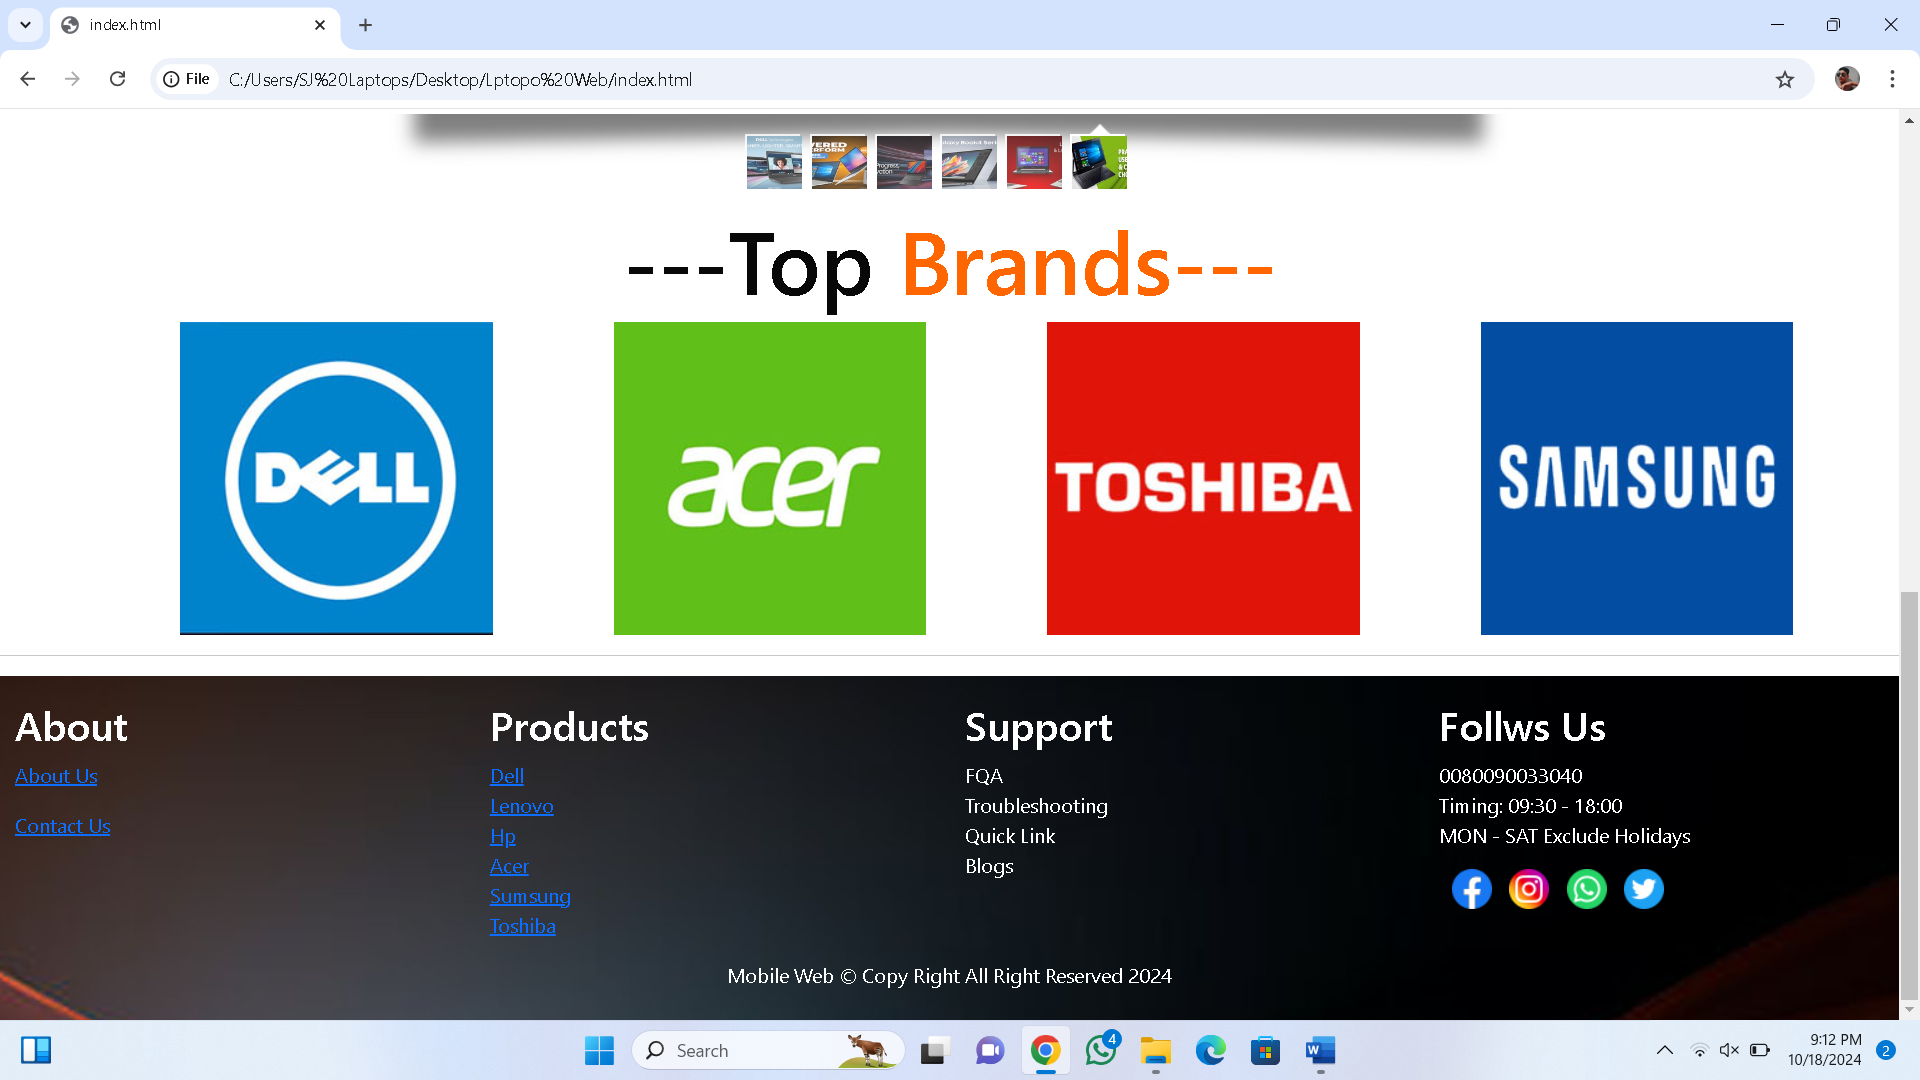 index.html
File
C:/Users/SJ%20Laptops/Desktop/Lptopo%20Web/index.html
---Top Brands---
DELL
acer
TOSHIBA
SAMSUNG
About
About Us
Contact Us
Products
Dell
Lenovo
Hp
Acer
Sumsung
Toshiba
Support
FQA
Troubleshooting
Quick Link
Blogs
Follws Us
0080090033040
Timing: 09:30 - 18:00
MON - SAT Exclude Holidays
Mobile Web © Copy Right All Right Reserved 2024
Search
4
W
9:12 PM
10/18/2024
2